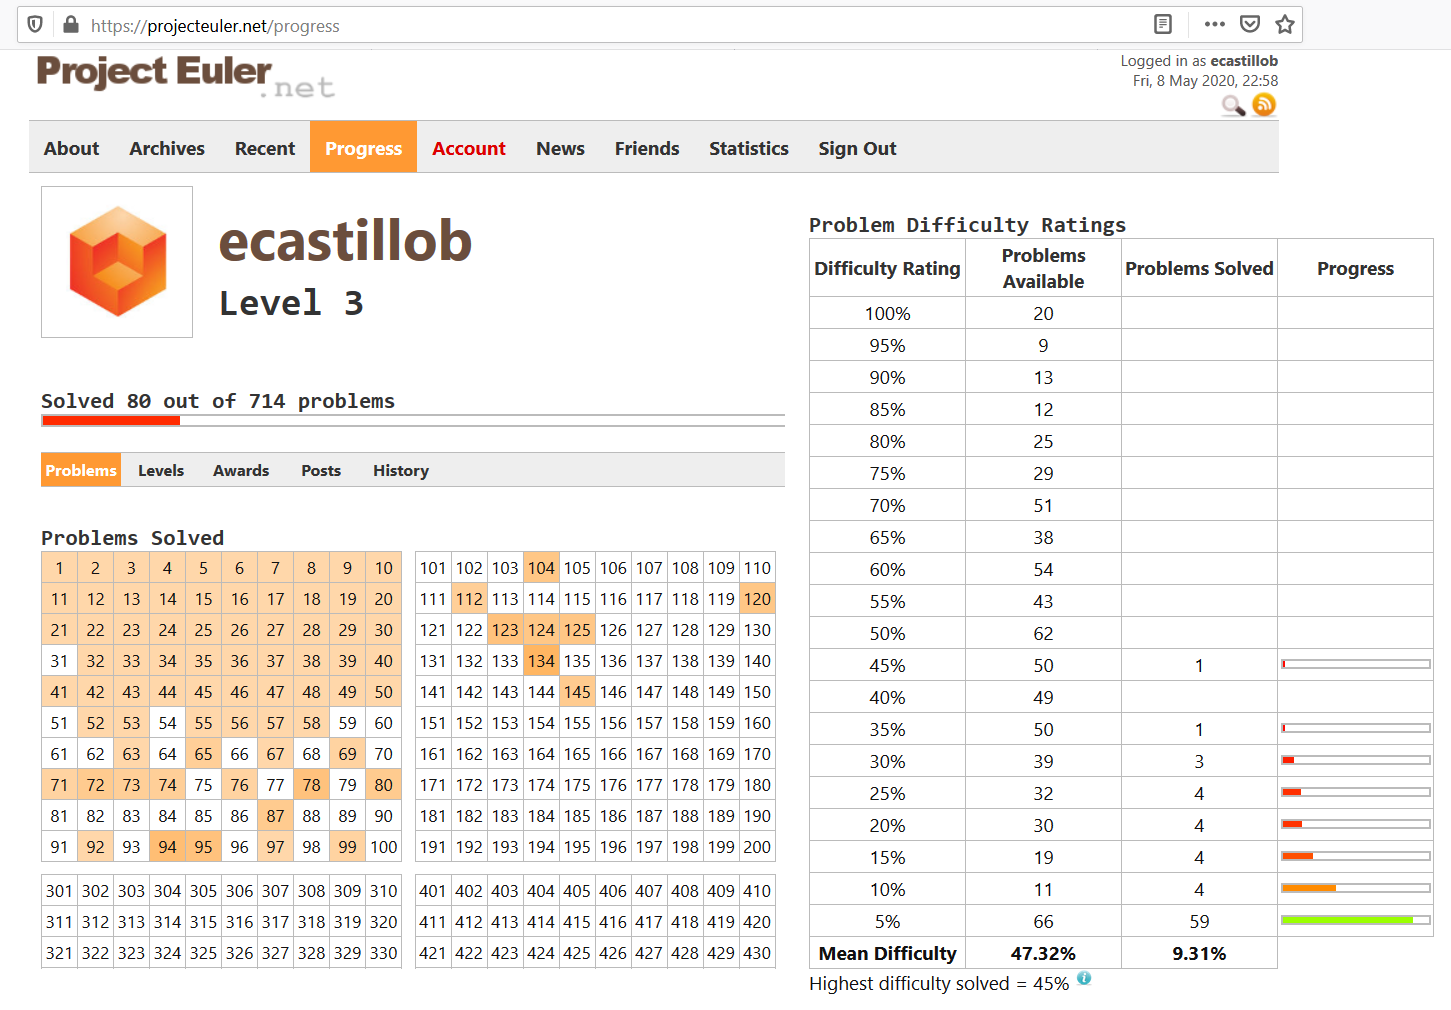 https://projecteuler.net/progress
Project Euler
.net
Logged in as ecastillob
Fri, 8 May 2020, 22:58
About Archives Recent Progress Account News Friends Statistics Sign Out
ecastillob
Level 3
Solved 80 out of 714 problems
Problems Levels Awards Posts History
Problems Solved
1 2 3 4 5 6 7 8 9 10
11 12 13 14 15 16 17 18 19 20
21 22 23 24 25 26 27 28 29 30
31 32 33 34 35 36 37 38 39 40
41 42 43 44 45 46 47 48 49 50
51 52 53 54 55 56 57 58 59 60
61 62 63 64 65 66 67 68 69 70
71 72 73 74 75 76 77 78 79 80
81 82 83 84 85 86 87 88 89 90
91 92 93 94 95 96 97 98 99 100
101 102 103 104 105 106 107 108 109 110
111 112 113 114 115 116 117 118 119 120
121 122 123 124 125 126 127 128 129 130
131 132 133 134 135 136 137 138 139 140
141 142 143 144 145 146 147 148 149 150
151 152 153 154 155 156 157 158 159 160
161 162 163 164 165 166 167 168 169 170
171 172 173 174 175 176 177 178 179 180
181 182 183 184 185 186 187 188 189 190
191 192 193 194 195 196 197 198 199 200
301 302 303 304 305 306 307 308 309 310
311 312 313 314 315 316 317 318 319 320
321 322 323 324 325 326 327 328 329 330
401 402 403 404 405 406 407 408 409 410
411 412 413 414 415 416 417 418 419 420
421 422 423 424 425 426 427 428 429 430
Problem Difficulty Ratings
Difficulty Rating Problems Available Problems Solved Progress
100% 20
95% 9
90% 13
85% 12
80% 25
75% 29
70% 51
65% 38
60% 54
55% 43
50% 62
45% 50 1
40% 49
35% 50 1
30% 39 3
25% 32 4
20% 30 4
15% 19 4
10% 11 4
5% 66 59
Mean Difficulty 47.32% 9.31%
Highest difficulty solved = 45% i